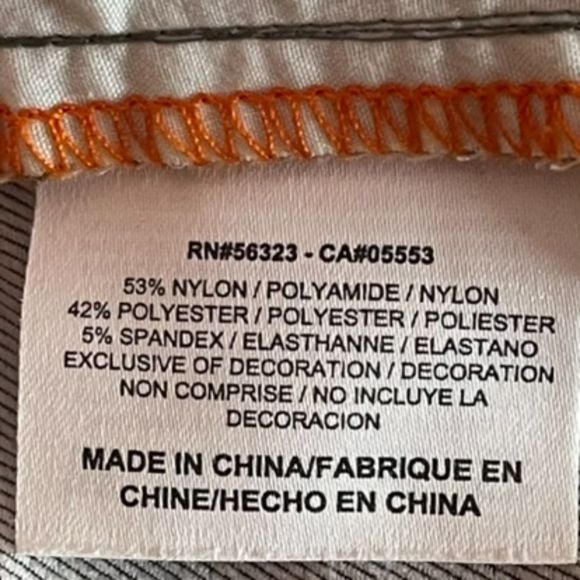 RN#56323 - CA#05553
53% NYLON / POLYAMIDE / NYLON
42% POLYESTER / POLYESTER / POLIESTER
5% SPANDEX / ELASTHANNE / ELASTANO
EXCLUSIVE OF DECORATION / DECORATION
NON COMPRISE / NO INCLUYE LA
DECORACION
MADE IN CHINA/FABRIQUE EN
CHINE/HECHO EN CHINA